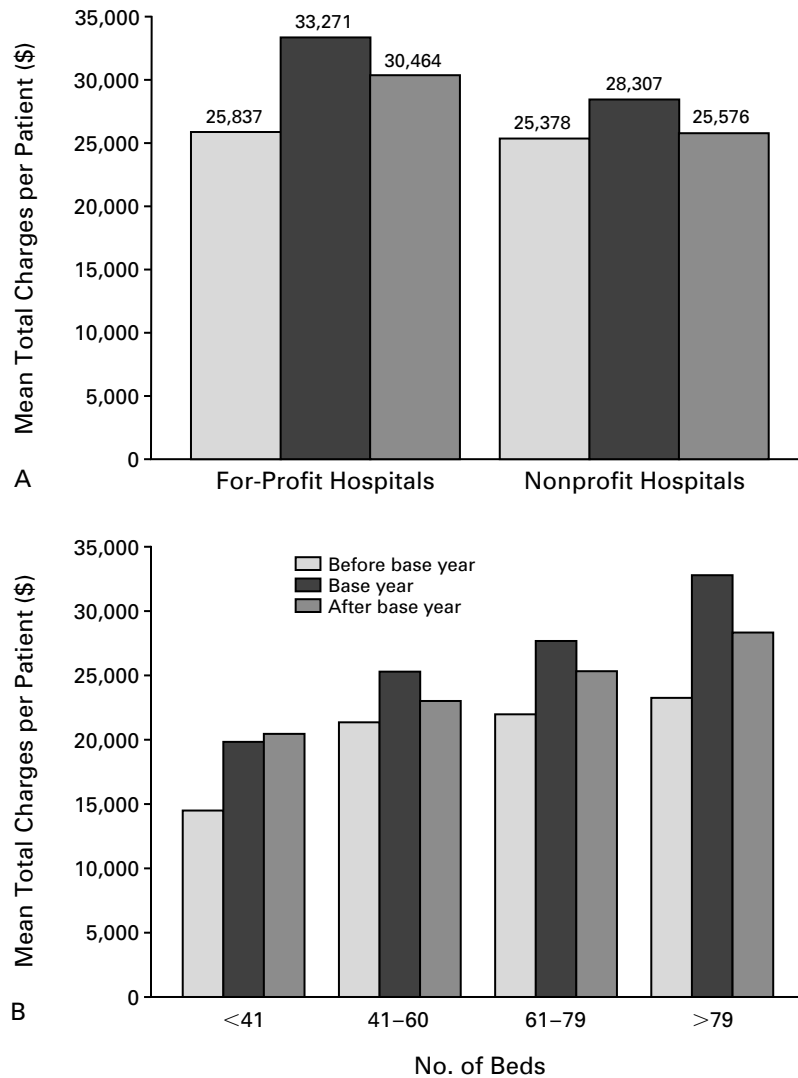 Mean Total Charges per Patient ($)
35,000
30,000
25,000
20,000
15,000
10,000
5,000
0
25,837
33,271
30,464
25,378
28,307
25,576
For-Profit Hospitals
Nonprofit Hospitals
A
Mean Total Charges per Patient ($)
35,000
30,000
25,000
20,000
15,000
10,000
5,000
0
Before base year
Base year
After base year
<41
41–60
61–79
>79
B
No. of Beds